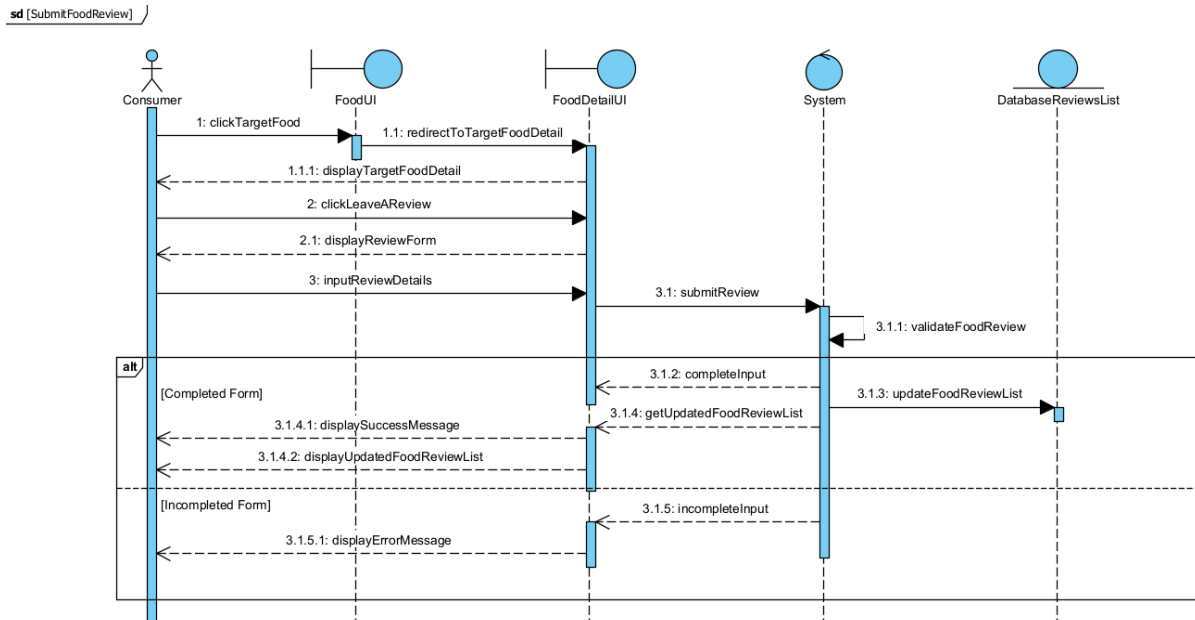 sd [SubmitFoodReview]
Consumer
FoodUI
FoodDetailUI
System
DatabaseReviewsList
1: clickTargetFood
1.1: redirectToTargetFoodDetail
1.1.1: displayTargetFoodDetail
2: clickLeaveAReview
2.1: displayReviewForm
3: inputReviewDetails
3.1: submitReview
3.1.1: validateFoodReview
alt
3.1.2: completeInput
[Completed Form]
3.1.3: updateFoodReviewList
3.1.4: getUpdatedFoodReviewList
3.1.4.1: displaySuccessMessage
3.1.4.2: displayUpdatedFoodReviewList
[Incompleted Form]
3.1.5: incompleteInput
3.1.5.1: displayErrorMessage